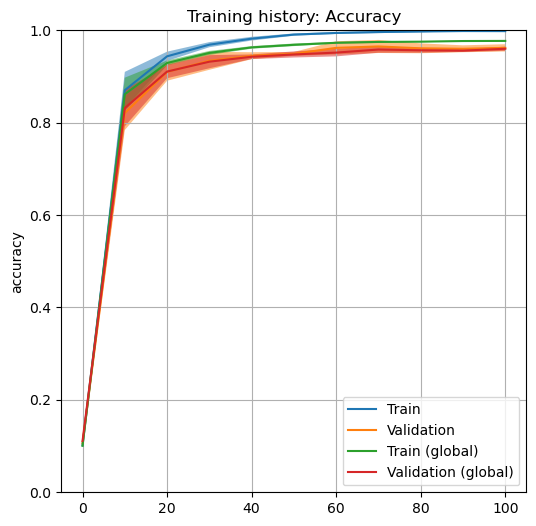 Training history: Accuracy
1.0
0.8
0.6
0.4
0.2
0.0
accuracy
0 20 40 60 80 100
Train
Validation
Train (global)
Validation (global)